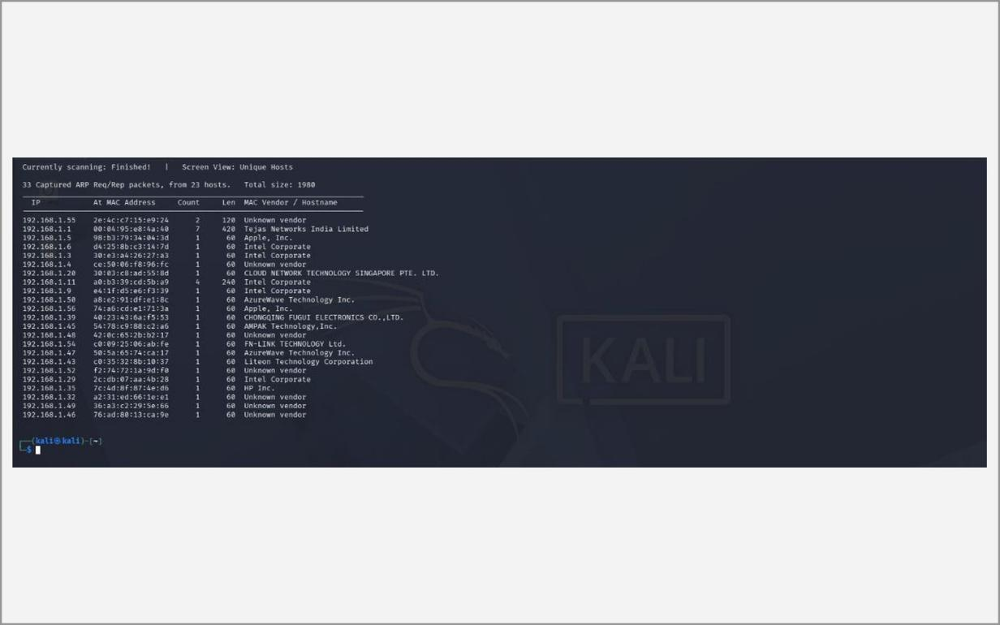 Currently scanning: Finished!   |   Screen View: Unique Hosts
33 Captured ARP Req/Rep packets, from 23 hosts.   Total size: 1980
IP            At MAC Address     Count     Len  MAC Vendor / Hostname
192.168.1.55    2e:4c:c7:15:e9:24      2     120  Unknown vendor
192.168.1.1     00:04:95:e8:4a:40      7     420  Tejas Networks India Limited
192.168.1.5     98:b3:79:34:04:3d      1      60  Apple, Inc.
192.168.1.6     d4:25:8b:c3:14:7d      1      60  Intel Corporate
192.168.1.3     30:e3:a4:26:27:a3      1      60  Intel Corporate
192.168.1.4     ce:50:06:f8:96:fc      1      60  Unknown vendor
192.168.1.20    30:03:c8:ad:55:8d      1      60  CLOUD NETWORK TECHNOLOGY SINGAPORE PTE. LTD.
192.168.1.11    a0:b3:39:cd:5b:a9      4     240  Intel Corporate
192.168.1.9     e4:1f:d5:e6:f3:39      1      60  Intel Corporate
192.168.1.50    a8:e2:91:df:e1:8c      1      60  AzureWave Technology Inc.
192.168.1.56    74:a6:cd:e1:71:3a      1      60  Apple, Inc.
192.168.1.39    40:23:43:6a:f5:53      1      60  CHONGQING FUGUI ELECTRONICS CO.,LTD.
192.168.1.45    54:78:c9:88:c2:a6      1      60  AMPAK Technology,Inc.
192.168.1.48    42:0c:65:2b:b2:17      1      60  Unknown vendor
192.168.1.54    c0:09:25:06:ab:fe      1      60  FN-LINK TECHNOLOGY Ltd.
192.168.1.47    50:5a:65:74:ca:17      1      60  AzureWave Technology Inc.
192.168.1.43    c0:35:32:8b:10:37      1      60  Liteon Technology Corporation
192.168.1.52    f2:74:72:1a:9d:f0      1      60  Unknown vendor
192.168.1.29    2c:db:07:aa:4b:28      1      60  Intel Corporate
192.168.1.35    7c:4d:8f:87:4e:d6      1      60  HP Inc.
192.168.1.32    a2:31:ed:66:1e:e1      1      60  Unknown vendor
192.168.1.49    36:a3:c2:29:5e:66      1      60  Unknown vendor
192.168.1.46    76:ad:80:13:ca:9e      1      60  Unknown vendor
KALI
┌──(kali㉿kali)-[~]
└─$